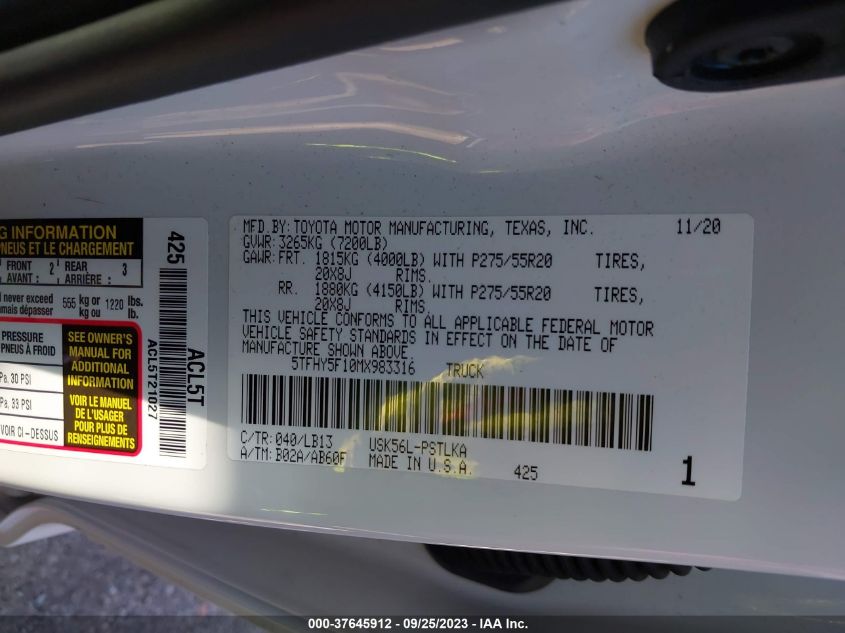 G INFORMATION
PNEUS ET LE CHARGEMENT
FRONT 2 REAR 3
AVANT : ARRIÈRE :
never exceed 555 kg or 1220 lbs.
jamais dépasser kg ou lb.
PRESSURE
PNEUS À FROID
Pa. 30 PSI
Pa. 33 PSI
VOIR CI-DESSUS
SEE OWNER'S
MANUAL FOR
ADDITIONAL
INFORMATION
VOIR LE MANUEL
DE L'USAGER
POUR PLUS DE
RENSEIGNEMENTS
425
ACL5T
ACL5T21027
MFD.BY:TOYOTA MOTOR MANUFACTURING, TEXAS, INC. 11/20
GVWR:3265KG (7200LB)
GAWR:FRT. 1815KG (4000LB) WITH P275/55R20 TIRES,
20X8J RIMS.
RR. 1880KG (4150LB) WITH P275/55R20 TIRES,
20X8J RIMS.
THIS VEHICLE CONFORMS TO ALL APPLICABLE FEDERAL MOTOR
VEHICLE SAFETY STANDARDS IN EFFECT ON THE DATE OF
MANUFACTURE SHOWN ABOVE.
5TFHY5F10MX983316 TRUCK
C/TR:040/LB13 USK56L-PSTLKA
A/TM:B02A/AB60F MADE IN U.S.A. 425 1
000-37645912 - 09/25/2023 - IAA Inc.